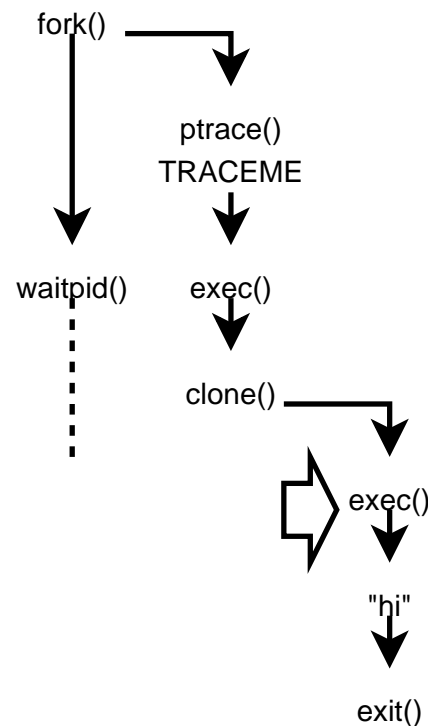 fork()
ptrace()
TRACEME
waitpid() exec()
clone()
exec()
"hi"
exit()